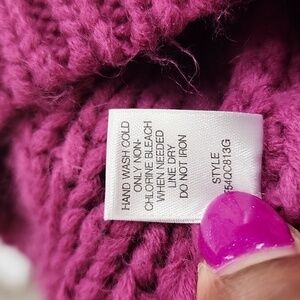 HAND WASH COLD
ONLY NON-
CHLORINE BLEACH
WHEN NEEDED
LINE DRY
DO NOT IRON
STYLE